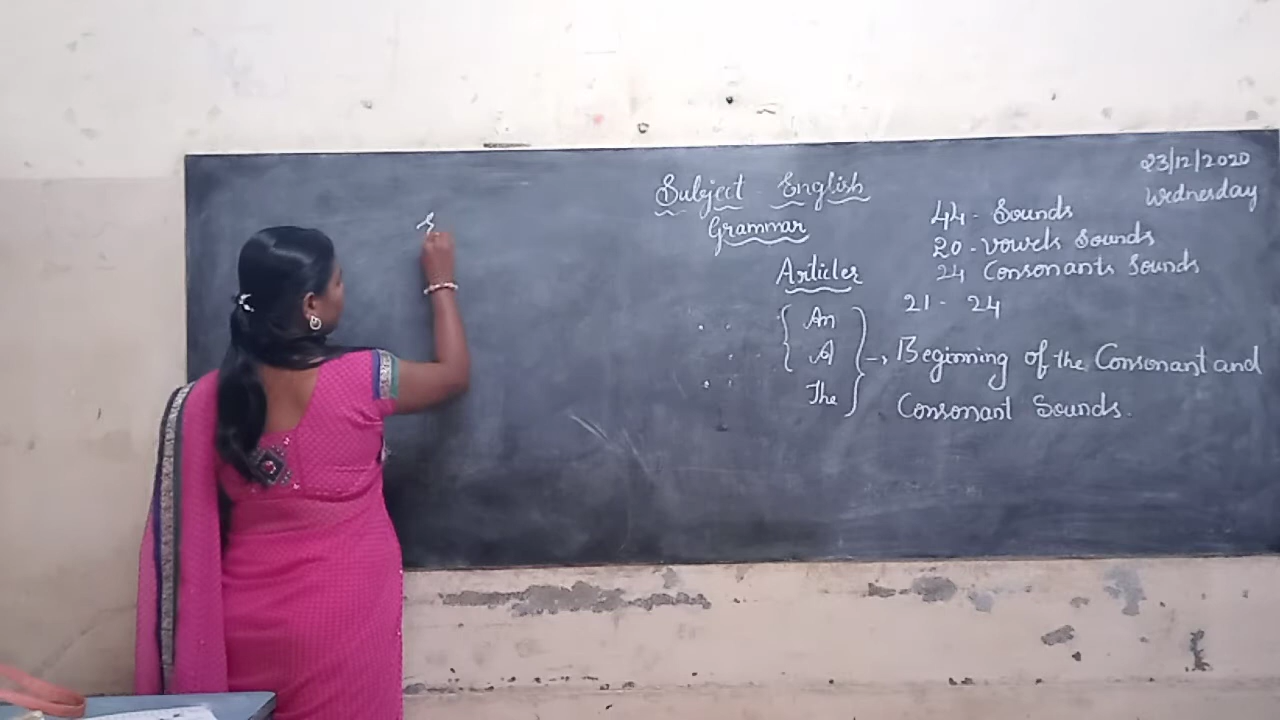 23/12/2020
Wednesday
Subject - English
Grammar
Articles
An
A
The
44 - Sounds
20 - Vowels Sounds
24 Consonants Sounds
21 - 24
→ Beginning of the Consonant and
Consonant Sounds.